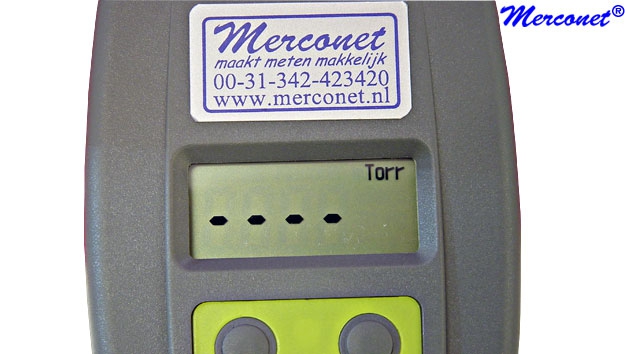 Merconet®
Merconet
maakt meten makkelijk
00-31-342-423420
www.merconet.nl
Torr
- - - -